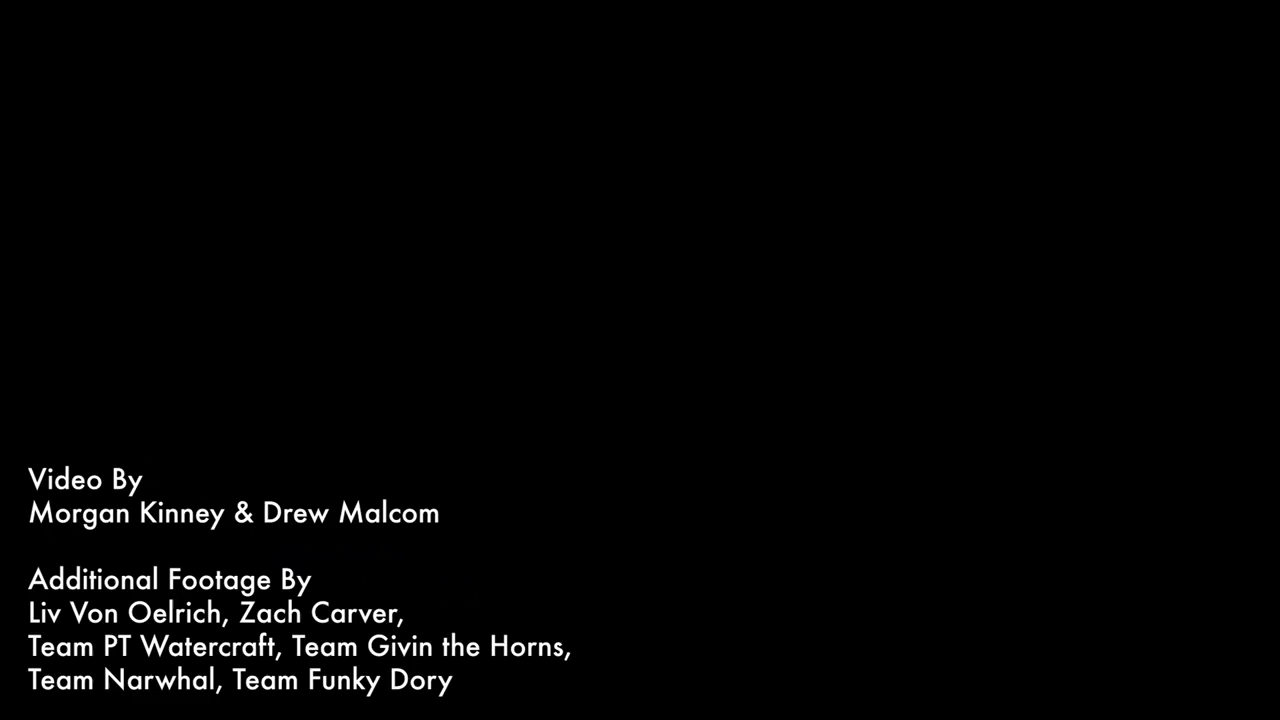 Video By
Morgan Kinney & Drew Malcom
Additional Footage By
Liv Von Oelrich, Zach Carver,
Team PT Watercraft, Team Givin the Horns,
Team Narwhal, Team Funky Dory